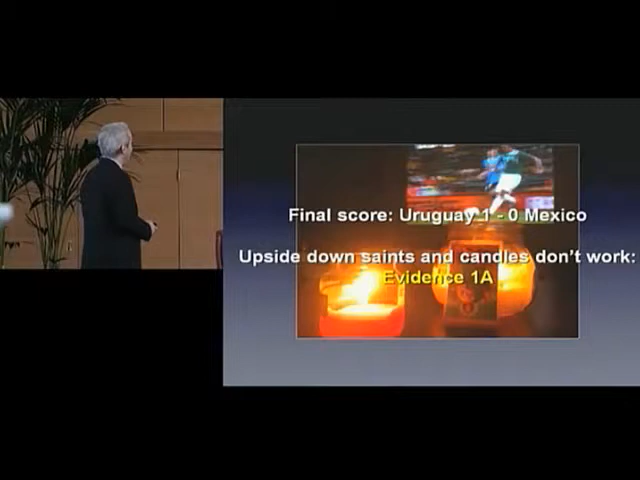 Final score: Uruguay 1 - 0 Mexico
Upside down saints and candles don't work:
Evidence 1A